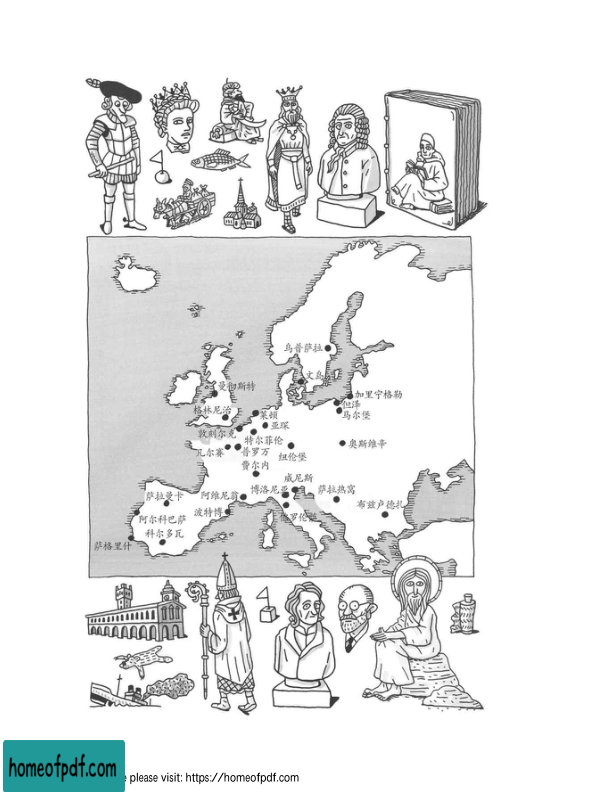 乌普萨拉
文岛
曼彻斯特
加里宁格勒
但泽
马尔堡
格林尼治
莱顿
亚琛
敦刻尔克
特尔菲伦
瓦尔赛
普罗万
纽伦堡
奥斯维辛
费尔内
威尼斯
萨拉曼卡
阿维尼翁
博洛尼亚
萨拉热窝
波特博
布兹卢德扎
阿尔科巴萨
科尔多瓦
萨格里什
homeofpdf.com
please visit: https://homeofpdf.com